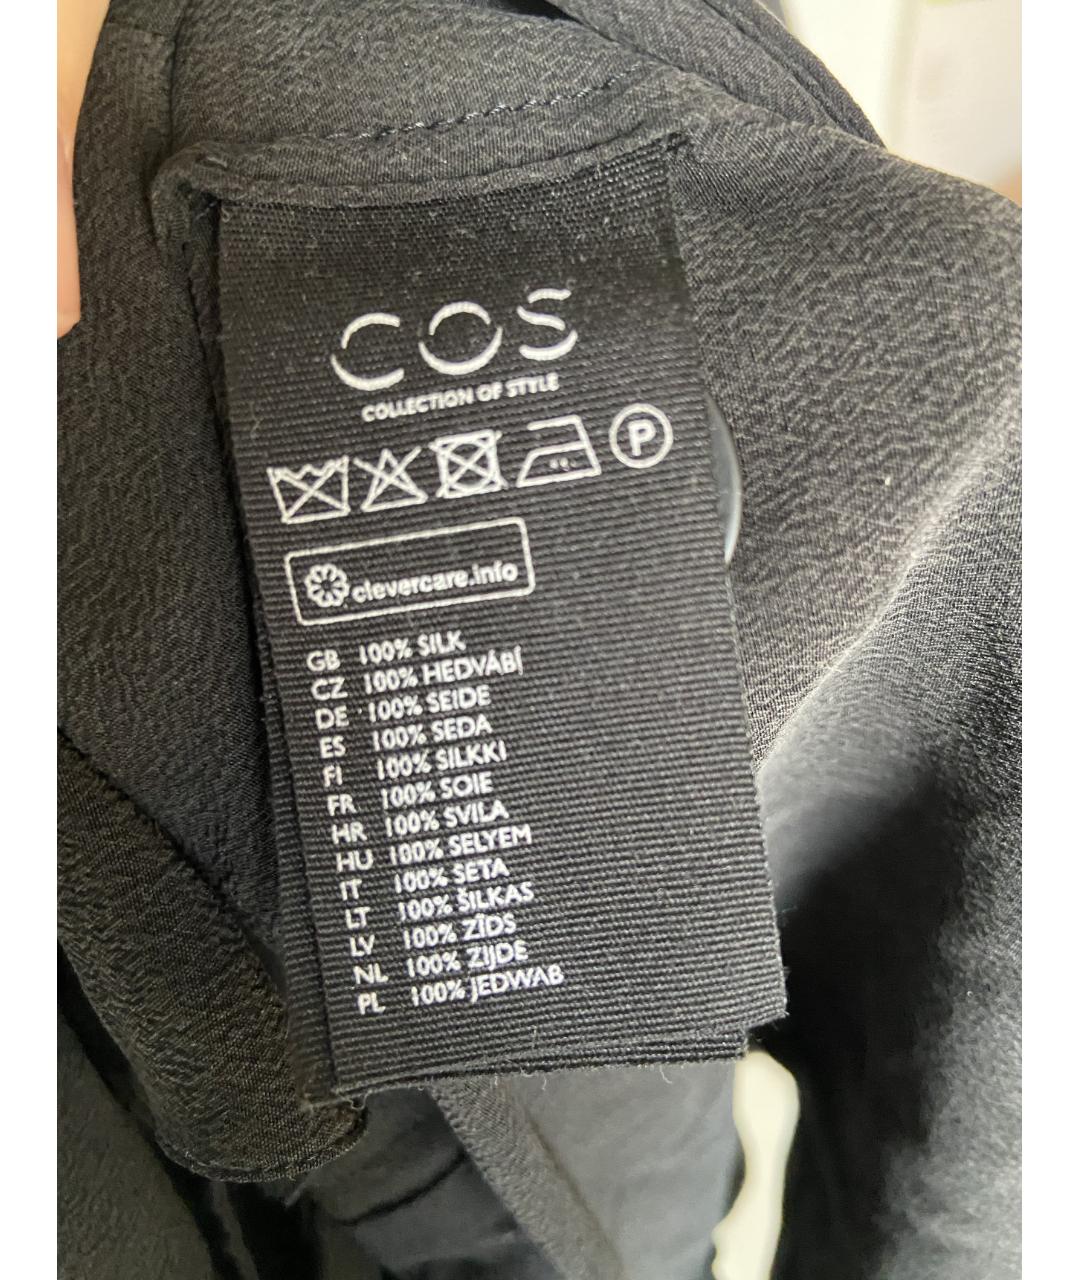 COS
COLLECTION OF STYLE
P
clevercare.info
GB 100% SILK
CZ 100% HEDVÁBÍ
DE 100% SEIDE
ES 100% SEDA
FI 100% SILKKI
FR 100% SOIE
HR 100% SVILA
HU 100% SELYEM
IT 100% SETA
LT 100% ŠILKAS
LV 100% ZĪDS
NL 100% ZIJDE
PL 100% JEDWAB